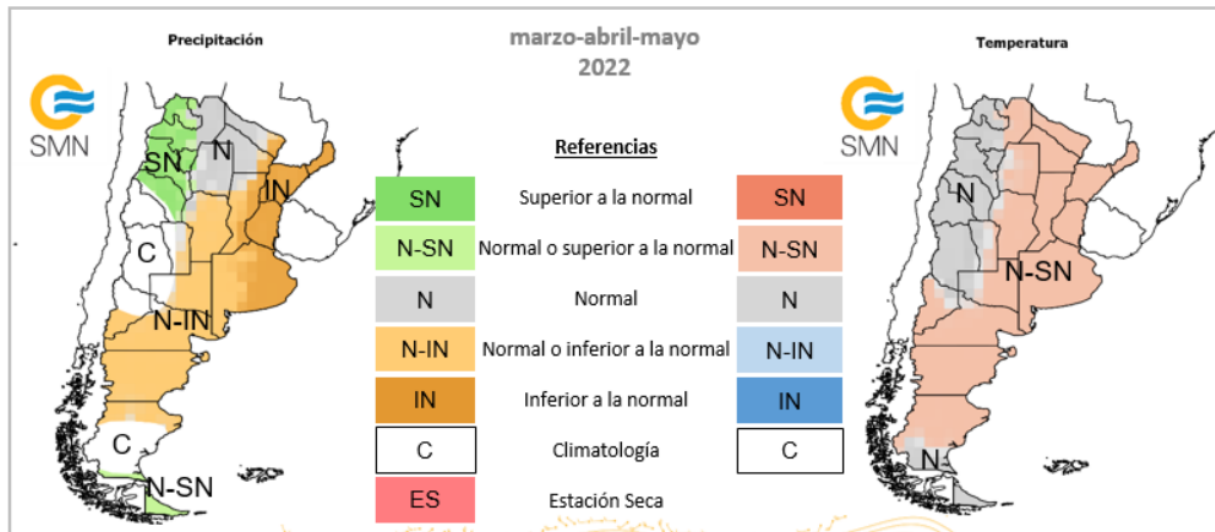 Precipitación
marzo-abril-mayo
2022
Temperatura
SMN
SMN
SN
N
IN
C
N-IN
C
N-SN
Referencias
SN Superior a la normal SN
N-SN Normal o superior a la normal N-SN
N Normal N
N-IN Normal o inferior a la normal N-IN
IN Inferior a la normal IN
C Climatología C
ES Estación Seca
N
N-SN
N-